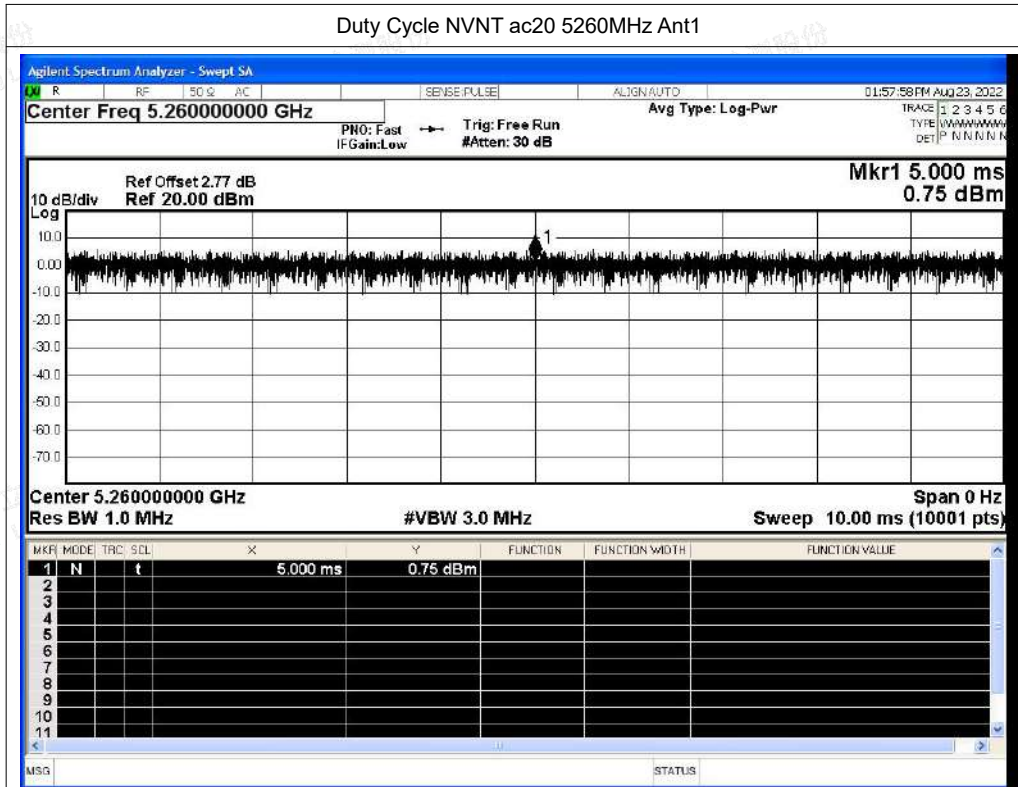 Duty Cycle NVNT ac20 5260MHz Ant1
Agilent Spectrum Analyzer - Swept SA
R RF 50 Ω AC SENSE:PULSE ALIGNAUTO 01:57:58 PM Aug 23, 2022
Center Freq 5.260000000 GHz
PNO: Fast
IFGain:Low
Trig: Free Run
#Atten: 30 dB
Avg Type: Log-Pwr
TRACE 1 2 3 4 5 6
TYPE
DET P N N N N N
Mkr1 5.000 ms
0.75 dBm
Ref Offset 2.77 dB
10 dB/div Ref 20.00 dBm
Log
10.0
0.00
-10.0
-20.0
-30.0
-40.0
-50.0
-60.0
-70.0
1
Center 5.260000000 GHz Span 0 Hz
Res BW 1.0 MHz #VBW 3.0 MHz Sweep 10.00 ms (10001 pts)
MKR MODE TRC SCL X Y FUNCTION FUNCTION WIDTH FUNCTION VALUE
1 N t 5.000 ms 0.75 dBm
2
3
4
5
6
7
8
9
10
11
MSG STATUS